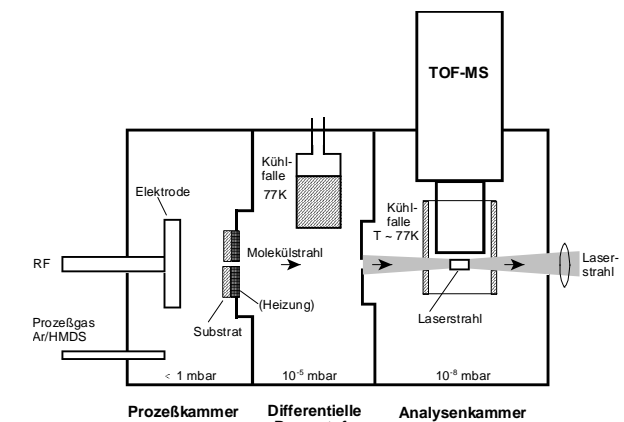 TOF-MS
Kühl-
falle
77K
Elektrode
Kühl-
falle
T ~ 77K
Molekülstrahl
RF
Laser-
strahl
(Heizung)
Substrat
Laserstrahl
Prozeßgas
Ar/HMDS
< 1 mbar
10⁻⁵ mbar
10⁻⁸ mbar
Prozeßkammer
Differentielle
Analysenkammer